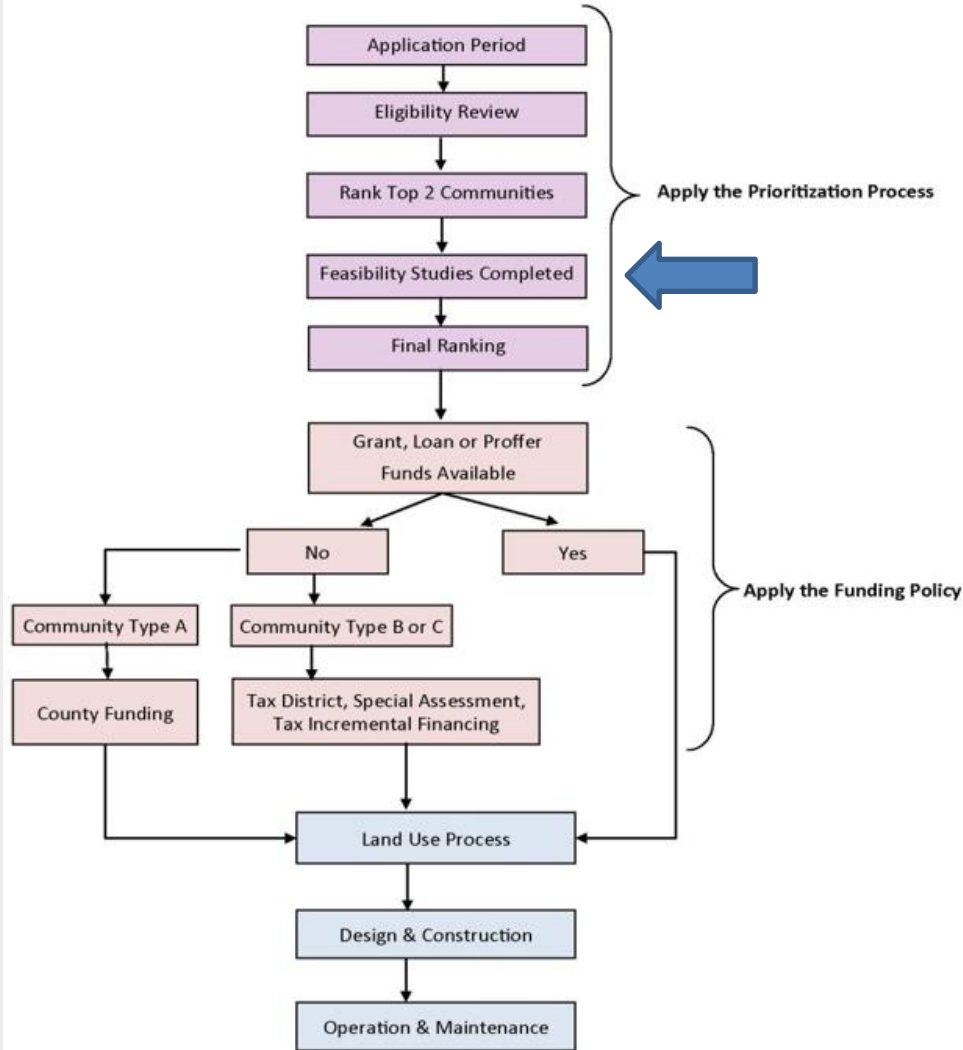 Application Period
Eligibility Review
Rank Top 2 Communities
Apply the Prioritization Process
Feasibility Studies Completed
Final Ranking
Grant, Loan or Proffer
Funds Available
No
Yes
Apply the Funding Policy
Community Type A
Community Type B or C
County Funding
Tax District, Special Assessment,
Tax Incremental Financing
Land Use Process
Design & Construction
Operation & Maintenance